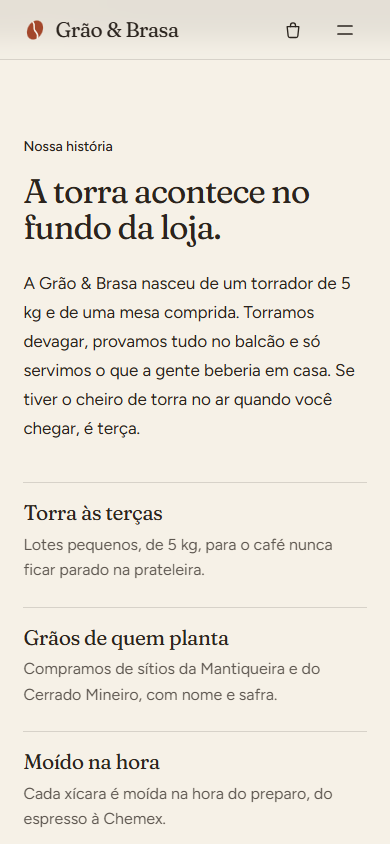 Grão & Brasa
Nossa história
A torra acontece no
fundo da loja.
A Grão & Brasa nasceu de um torrador de 5
kg e de uma mesa comprida. Torramos
devagar, provamos tudo no balcão e só
servimos o que a gente beberia em casa. Se
tiver o cheiro de torra no ar quando você
chegar, é terça.
Torra às terças
Lotes pequenos, de 5 kg, para o café nunca
ficar parado na prateleira.
Grãos de quem planta
Compramos de sítios da Mantiqueira e do
Cerrado Mineiro, com nome e safra.
Moído na hora
Cada xícara é moída na hora do preparo, do
espresso à Chemex.